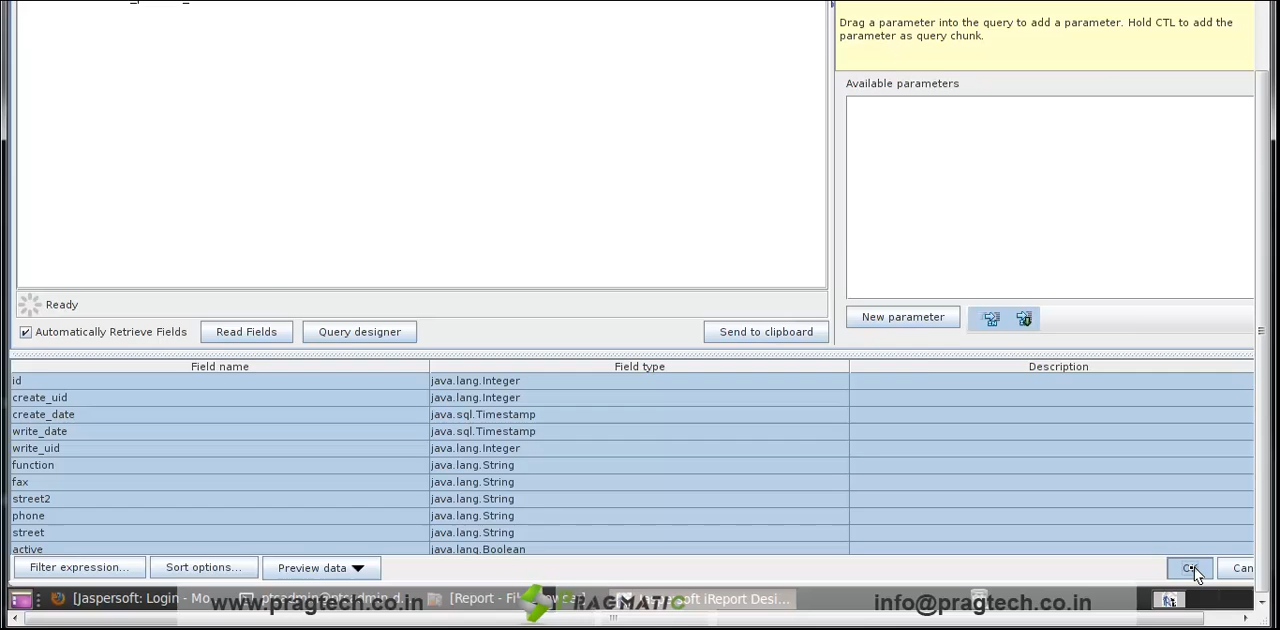 Drag a parameter into the query to add a parameter. Hold CTL to add the
parameter as query chunk.
Available parameters
Ready
Automatically Retrieve Fields
Read Fields
Query designer
Send to clipboard
New parameter
Field name Field type Description
id java.lang.Integer
create_uid java.lang.Integer
create_date java.sql.Timestamp
write_date java.sql.Timestamp
write_uid java.lang.Integer
function java.lang.String
fax java.lang.String
street2 java.lang.String
phone java.lang.String
street java.lang.String
active java.lang.Boolean
Filter expression...
Sort options...
Preview data
OK
Can
[Jaspersoft: Login - Mo
www.pragtech.co.in
[Report - Fi
PRAGMATIC
iReport Desi...
info@pragtech.co.in